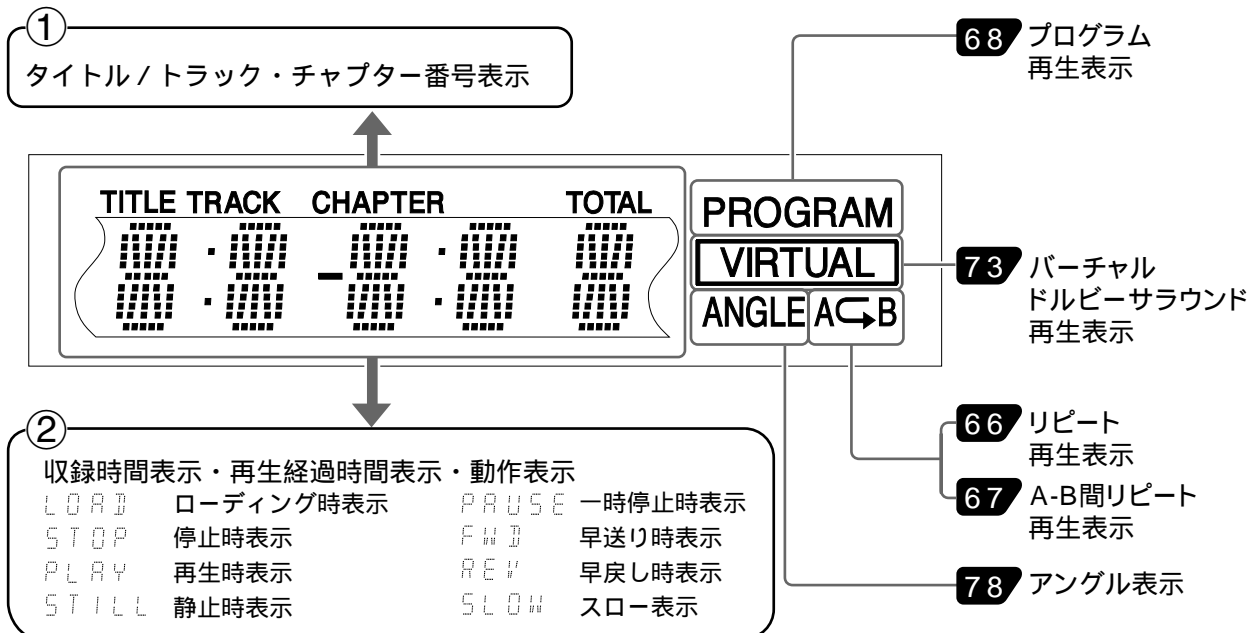 ①
タイトル / トラック・チャプター番号表示
TITLE TRACK CHAPTER TOTAL
PROGRAM
VIRTUAL
ANGLE A B
68 プログラム
再生表示
73 バーチャル
ドルビーサラウンド
再生表示
66 リピート
再生表示
67 A-B間リピート
再生表示
78 アングル表示
②
収録時間表示・再生経過時間表示・動作表示
LOAD ローディング時表示
STOP 停止時表示
PLAY 再生時表示
STILL 静止時表示
PAUSE 一時停止時表示
FWD 早送り時表示
REV 早戻し時表示
SLOW スロー表示